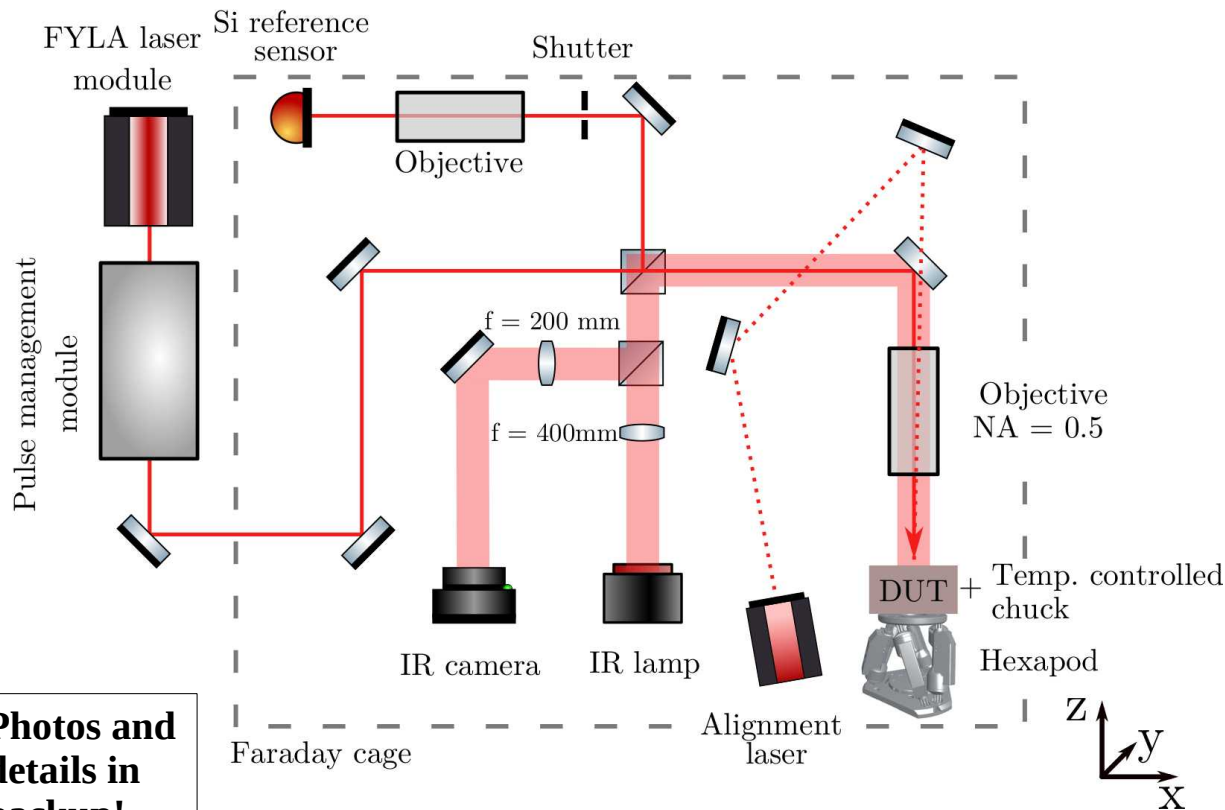 FYLA laser
module
Si reference
sensor
Shutter
Objective
Pulse management
module
f = 200 mm
f = 400mm
Objective
NA = 0.5
DUT + Temp. controlled
chuck
IR camera
IR lamp
Hexapod
Alignment
laser
Faraday cage
Photos and
details in
backup!
z
y
x